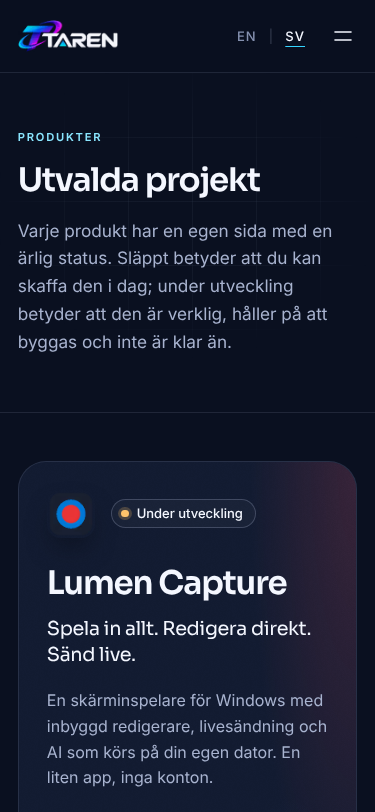 TAREN
EN | SV
PRODUKTER
Utvalda projekt
Varje produkt har en egen sida med en
ärlig status. Släppt betyder att du kan
skaffa den i dag; under utveckling
betyder att den är verklig, håller på att
byggas och inte är klar än.
Under utveckling
Lumen Capture
Spela in allt. Redigera direkt.
Sänd live.
En skärminspelare för Windows med
inbyggd redigerare, livesändning och
AI som körs på din egen dator. En
liten app, inga konton.